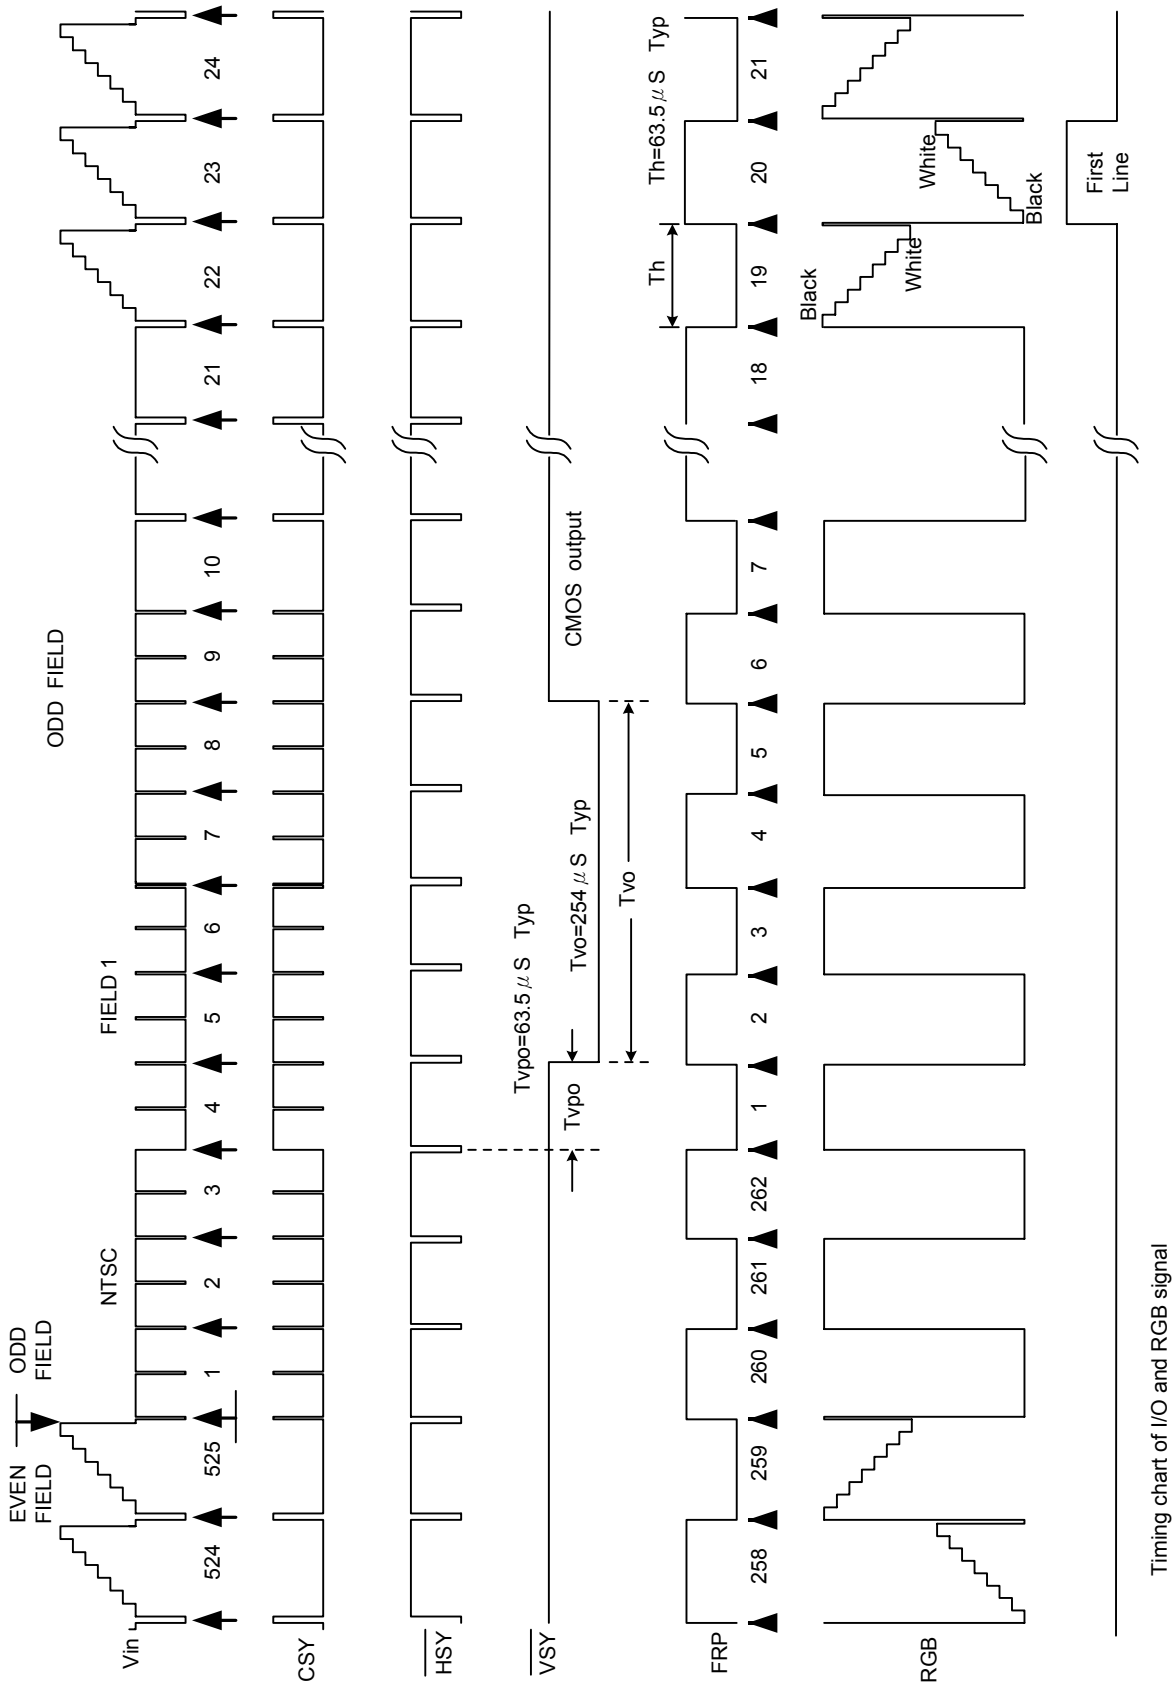 EVEN FIELD
ODD FIELD
NTSC
FIELD 1
ODD FIELD
Vin
524
525
1
2
3
4
5
6
7
8
9
10
21
22
23
24
CSY
HSY
VSY
Tvpo
Tvpo=63.5μS Typ
Tvo=254μS Typ
Tvo
CMOS output
Th
Th=63.5μS Typ
FRP
258
259
260
261
262
1
2
3
4
5
6
7
18
19
20
21
RGB
Black
White
Black
White
First
Line
Timing chart of I/O and RGB signal